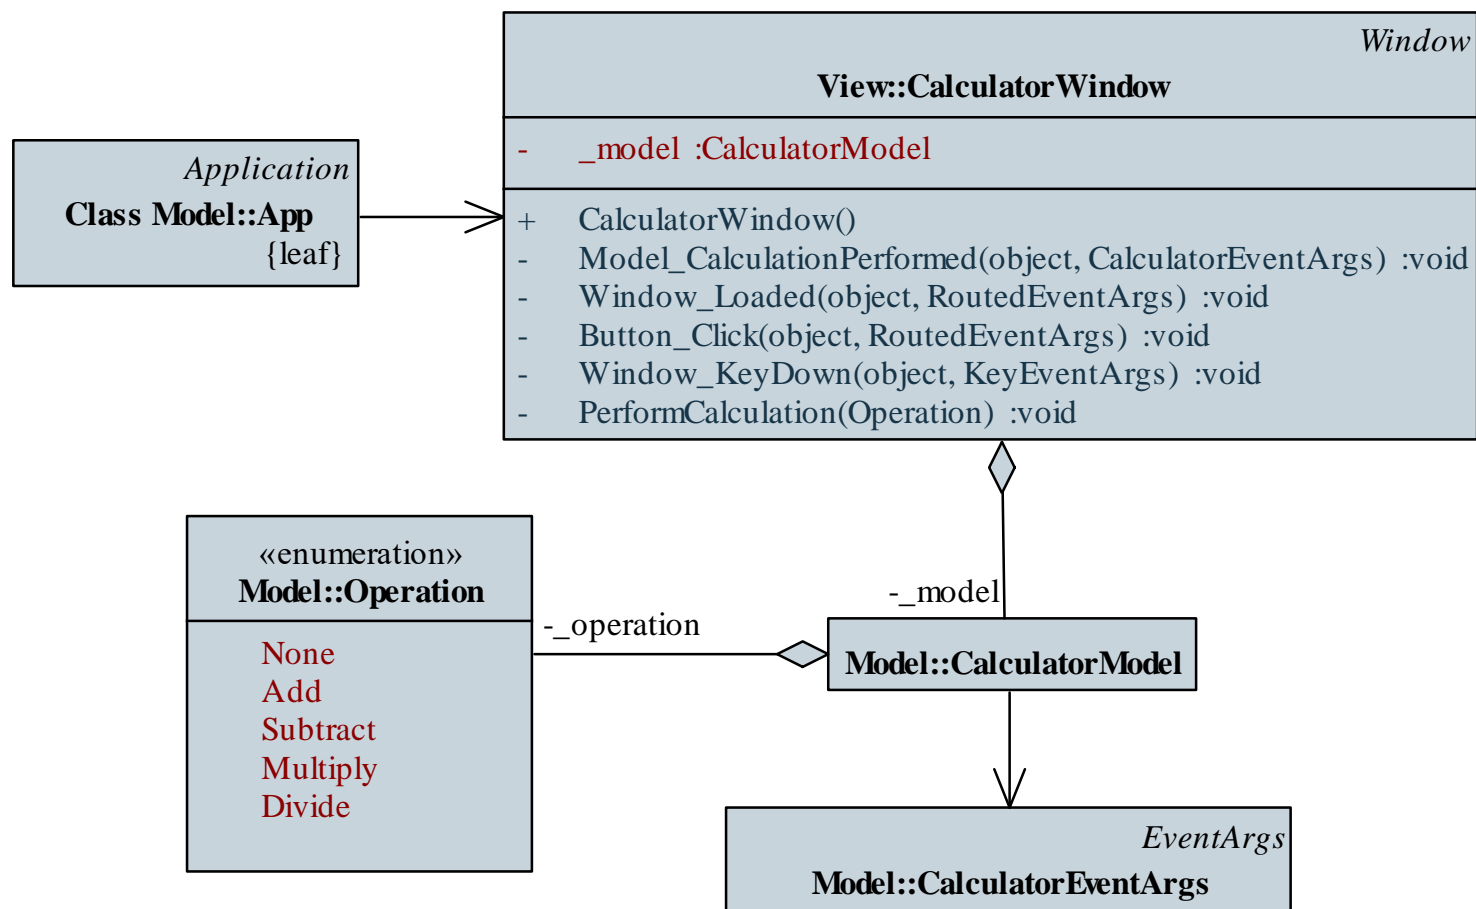 Window
View::CalculatorWindow
- _model :CalculatorModel
+ CalculatorWindow()
- Model_CalculationPerformed(object, CalculatorEventArgs) :void
- Window_Loaded(object, RoutedEventArgs) :void
- Button_Click(object, RoutedEventArgs) :void
- Window_KeyDown(object, KeyEventArgs) :void
- PerformCalculation(Operation) :void
Application
Class Model::App
{leaf}
«enumeration»
Model::Operation
None
Add
Subtract
Multiply
Divide
-_operation
-_model
Model::CalculatorModel
EventArgs
Model::CalculatorEventArgs